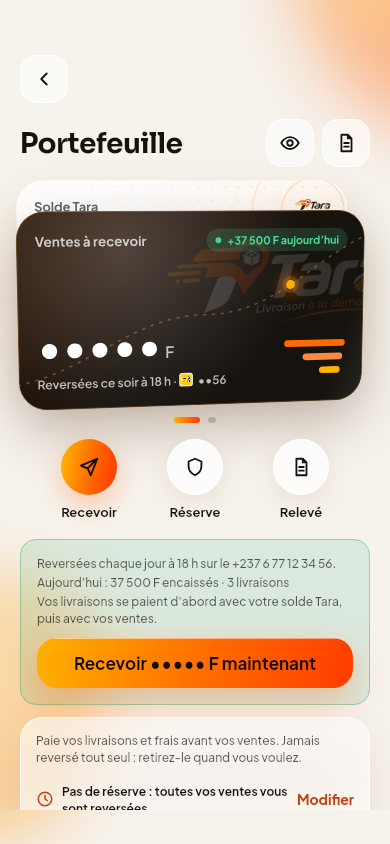 Portefeuille
Solde Tara
Tara
Ventes à recevoir
+37 500 F aujourd'hui
Tara
Livraison à la dema
●●●●● F
Reversées ce soir à 18 h · ••56
Recevoir
Réserve
Relevé
Reversées chaque jour à 18 h sur le +237 6 77 12 34 56.
Aujourd'hui : 37 500 F encaissés · 3 livraisons
Vos livraisons se paient d'abord avec votre solde Tara,
puis avec vos ventes.
Recevoir ●●●●● F maintenant
Paie vos livraisons et frais avant vos ventes. Jamais
reversé tout seul : retirez-le quand vous voulez.
Pas de réserve : toutes vos ventes vous
sont reversées
Modifier